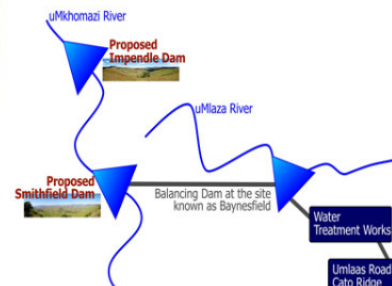 uMkhomazi River
Proposed
Impendle Dam
uMlaza River
Proposed
Smithfield Dam
Balancing Dam at the site
known as Baynesfield
Water
Treatment Works
Umlaas Road
Cato Ridge